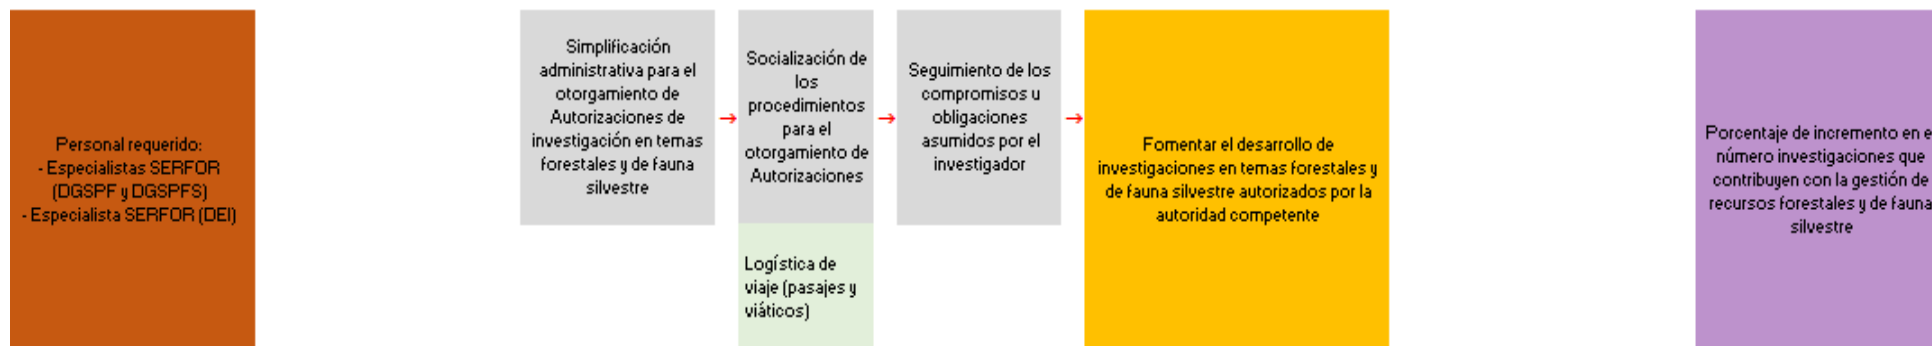 Personal requerido:
- Especialistas SERFOR
(DGSPF y DGSPFS)
- Especialista SERFOR (DEI)
Simplificación
administrativa para el
otorgamiento de
Autorizaciones de
investigación en temas
forestales y de fauna
silvestre
→
Socialización de
los
procedimientos
para el
otorgamiento de
Autorizaciones
Logística de
viaje (pasajes y
viáticos)
→
Seguimiento de los
compromisos u
obligaciones
asumidos por el
investigador
→
Fomentar el desarrollo de
investigaciones en temas forestales y
de fauna silvestre autorizados por la
autoridad competente
Porcentaje de incremento en e
número investigaciones que
contribuyen con la gestión de
recursos forestales y de fauna
silvestre